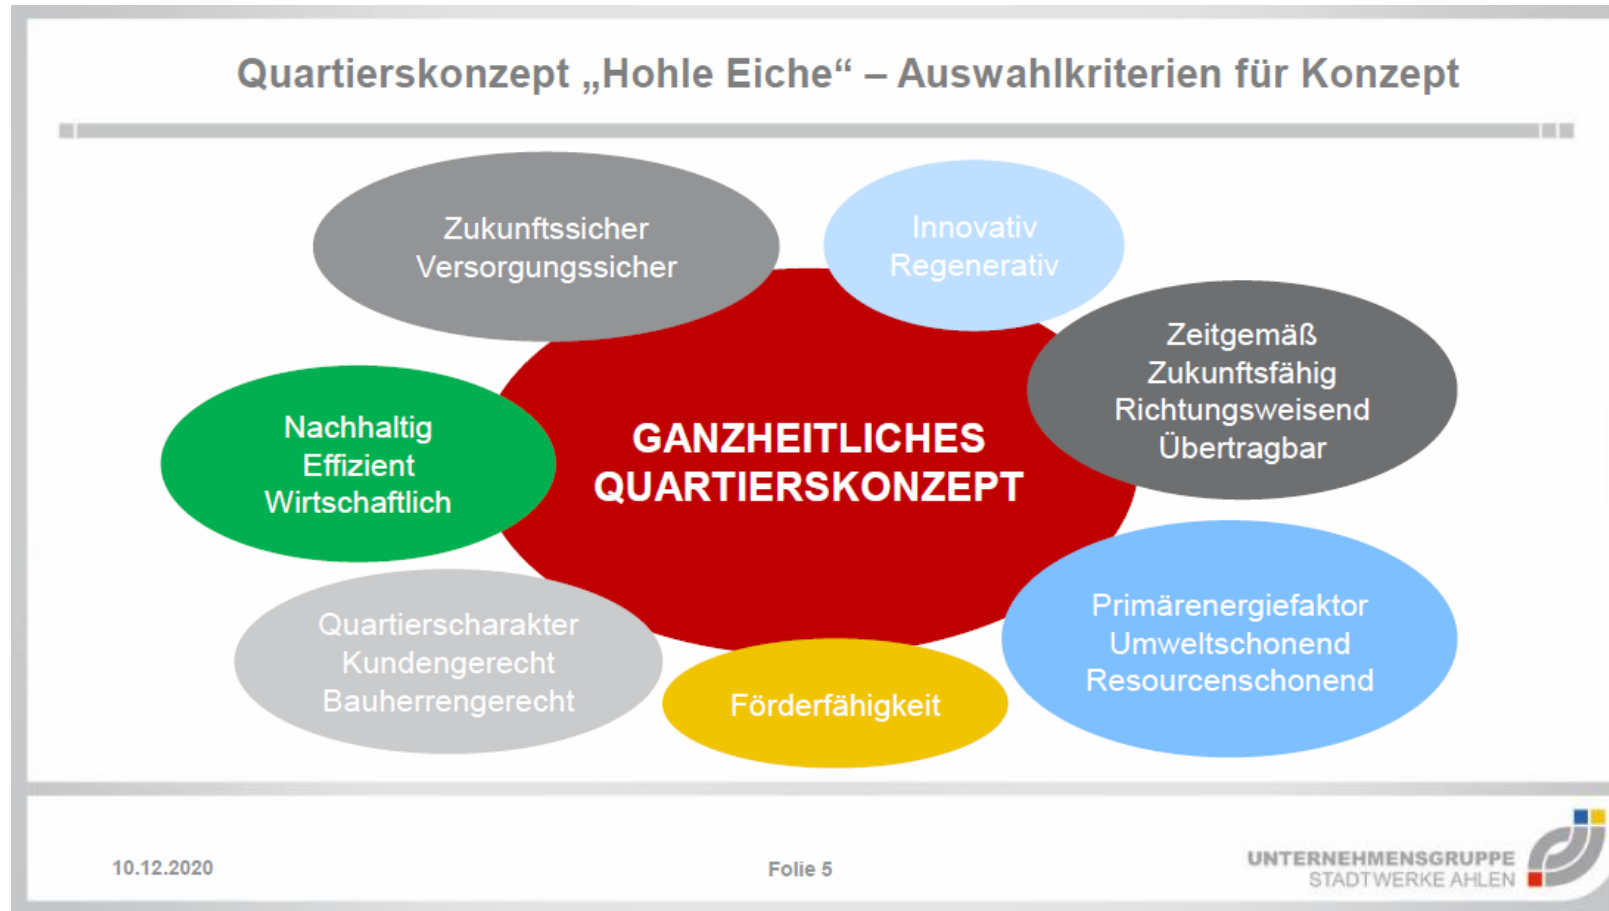 Quartierskonzept „Hohle Eiche“ – Auswahlkriterien für Konzept
Zukunftssicher
Versorgungssicher
Innovativ
Regenerativ
Zeitgemäß
Zukunftsfähig
Richtungsweisend
Übertragbar
Nachhaltig
Effizient
Wirtschaftlich
GANZHEITLICHES
QUARTIERSKONZEPT
Quartierscharakter
Kundengerecht
Bauherrengerecht
Förderfähigkeit
Primärenergiefaktor
Umweltschonend
Resourcenschonend
10.12.2020
Folie 5
UNTERNEHMENSGRUPPE
STADTWERKE AHLEN